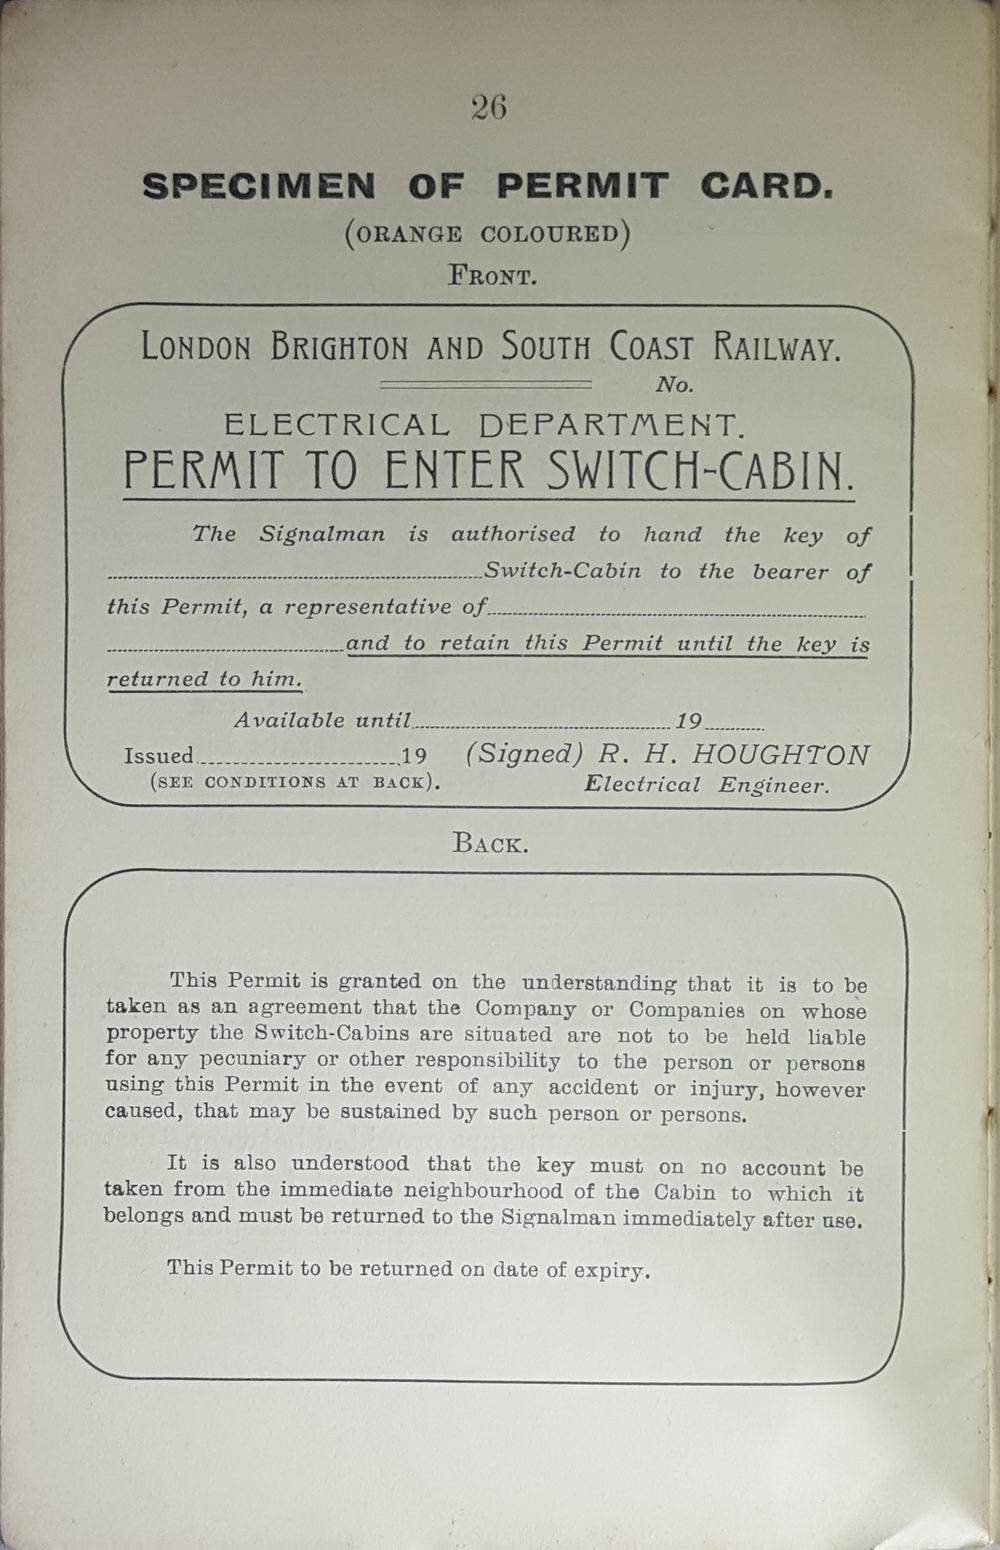 26
SPECIMEN OF PERMIT CARD.
(ORANGE COLOURED)
FRONT.
LONDON BRIGHTON AND SOUTH COAST RAILWAY.
No.
ELECTRICAL DEPARTMENT.
PERMIT TO ENTER SWITCH-CABIN.
The Signalman is authorised to hand the key of
Switch-Cabin to the bearer of
this Permit, a representative of
and to retain this Permit until the key is
returned to him.
Available until 19
Issued 19 (Signed) R. H. HOUGHTON
(SEE CONDITIONS AT BACK). Electrical Engineer.
BACK.
This Permit is granted on the understanding that it is to be
taken as an agreement that the Company or Companies on whose
property the Switch-Cabins are situated are not to be held liable
for any pecuniary or other responsibility to the person or persons
using this Permit in the event of any accident or injury, however
caused, that may be sustained by such person or persons.
It is also understood that the key must on no account be
taken from the immediate neighbourhood of the Cabin to which it
belongs and must be returned to the Signalman immediately after use.
This Permit to be returned on date of expiry.